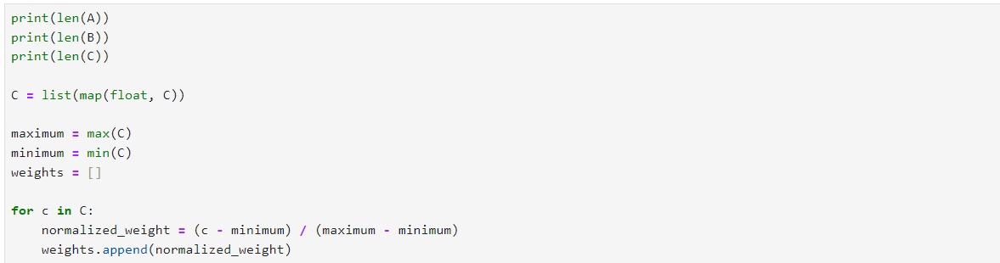 print(len(A))
print(len(B))
print(len(C))

C = list(map(float, C))

maximum = max(C)
minimum = min(C)
weights = []

for c in C:
    normalized_weight = (c - minimum) / (maximum - minimum)
    weights.append(normalized_weight)